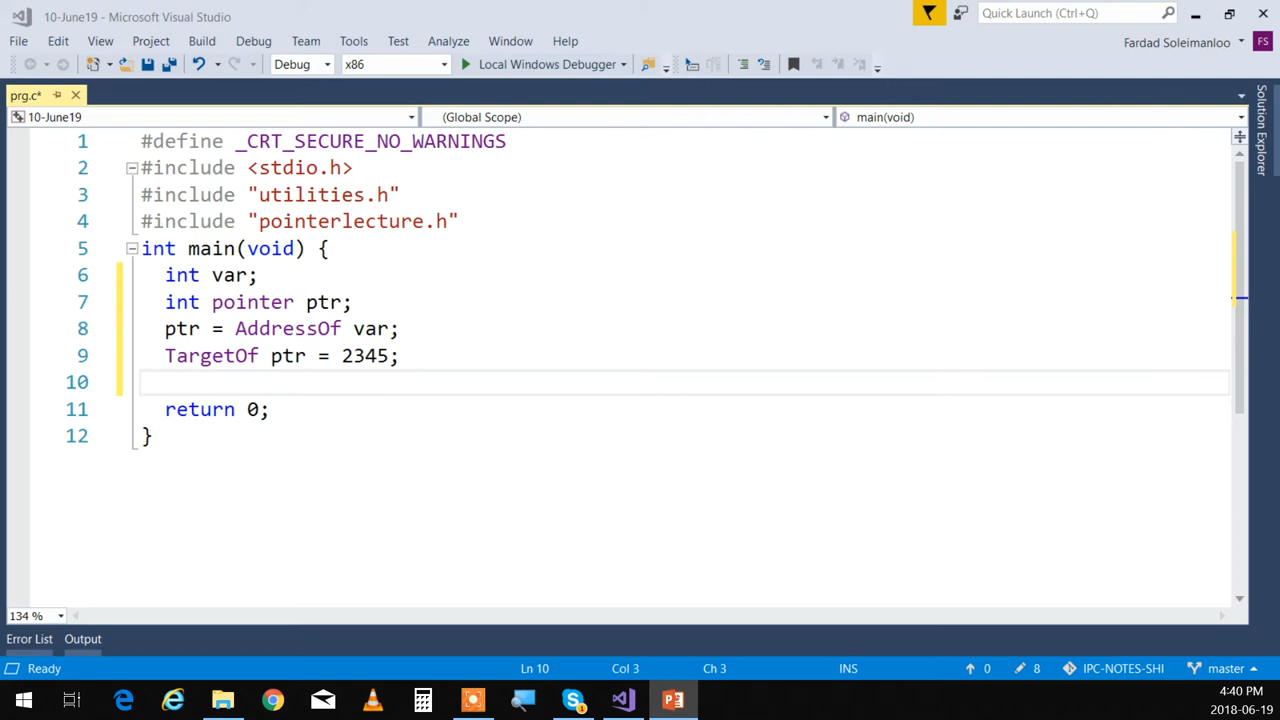 10-June19 - Microsoft Visual Studio
Quick Launch (Ctrl+Q)
File Edit View Project Build Debug Team Tools Test Analyze Window Help
Fardad Soleimanloo FS
Debug x86 Local Windows Debugger
prg.c*
10-June19 (Global Scope) main(void)
Solution Explorer
1 #define _CRT_SECURE_NO_WARNINGS
2 #include <stdio.h>
3 #include "utilities.h"
4 #include "pointerlecture.h"
5 int main(void) {
6 int var;
7 int pointer ptr;
8 ptr = AddressOf var;
9 TargetOf ptr = 2345;
10
11 return 0;
12 }
134 %
Error List Output
Ready Ln 10 Col 3 Ch 3 INS 0 8 IPC-NOTES-SHI master
4:40 PM
2018-06-19